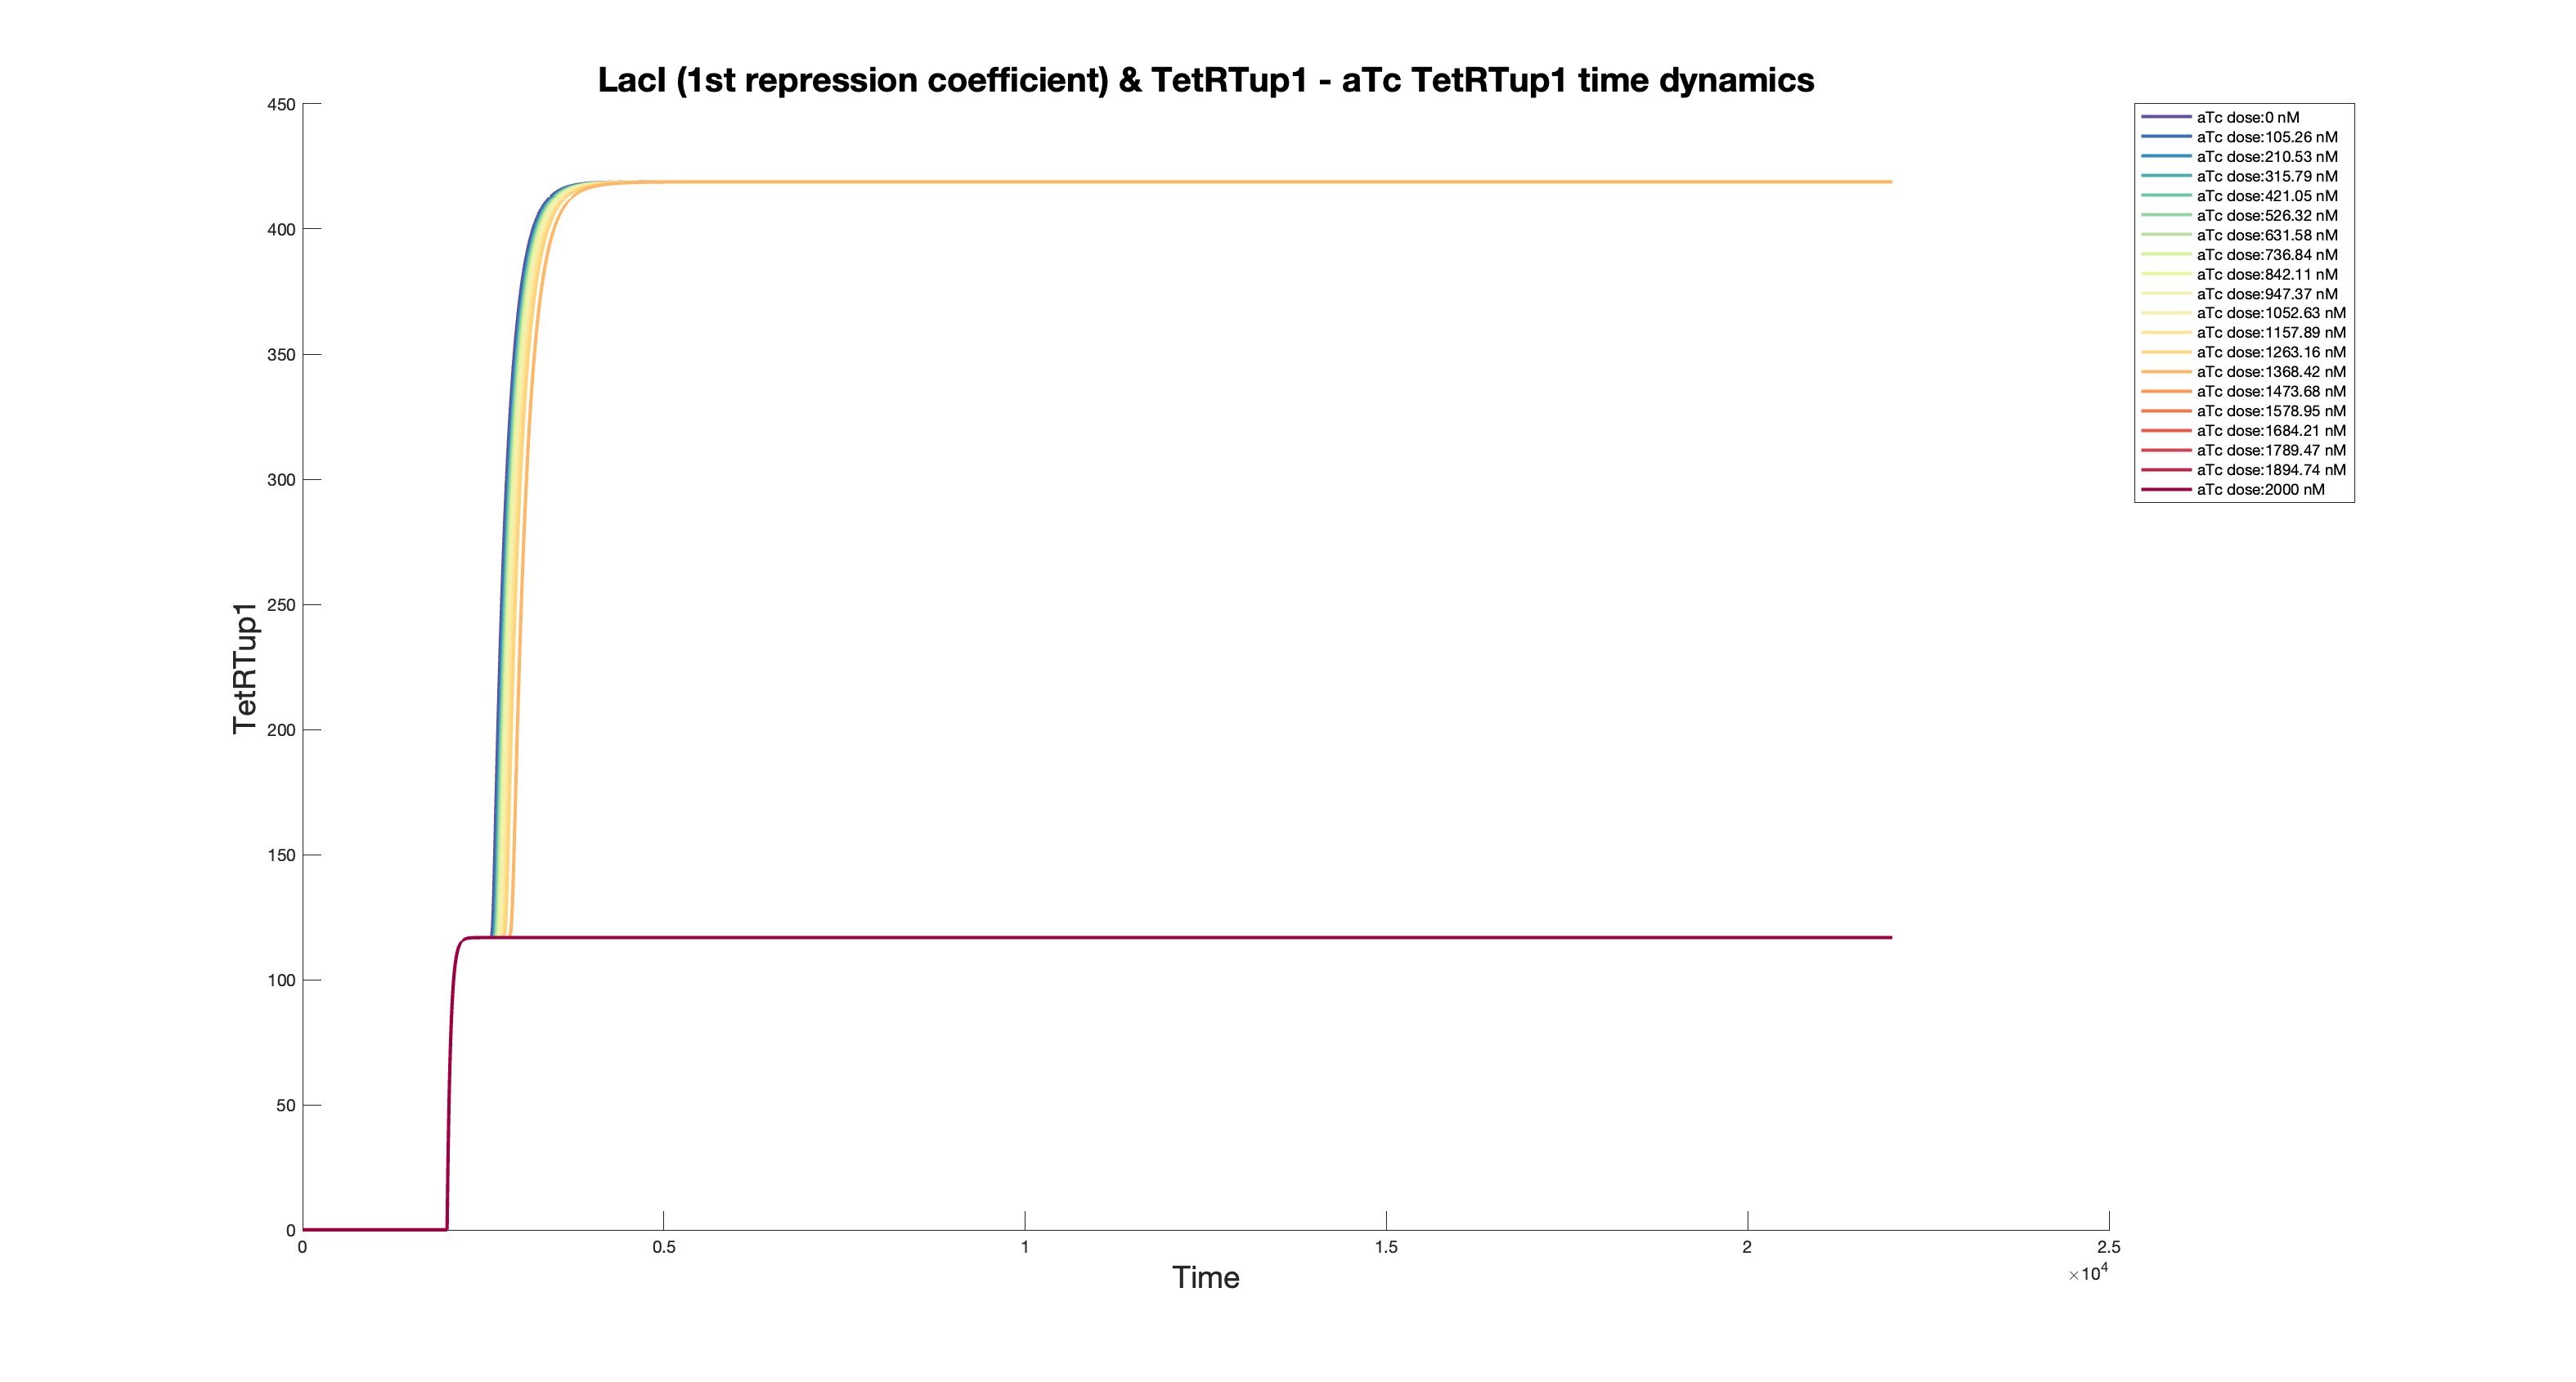 LacI (1st repression coefficient) & TetRTup1 - aTc TetRTup1 time dynamics
450
400
350
300
250
200
150
100
50
0
TetRTup1
0 0.5 1 1.5 2 2.5
×10⁴
Time
aTc dose:0 nM
aTc dose:105.26 nM
aTc dose:210.53 nM
aTc dose:315.79 nM
aTc dose:421.05 nM
aTc dose:526.32 nM
aTc dose:631.58 nM
aTc dose:736.84 nM
aTc dose:842.11 nM
aTc dose:947.37 nM
aTc dose:1052.63 nM
aTc dose:1157.89 nM
aTc dose:1263.16 nM
aTc dose:1368.42 nM
aTc dose:1473.68 nM
aTc dose:1578.95 nM
aTc dose:1684.21 nM
aTc dose:1789.47 nM
aTc dose:1894.74 nM
aTc dose:2000 nM